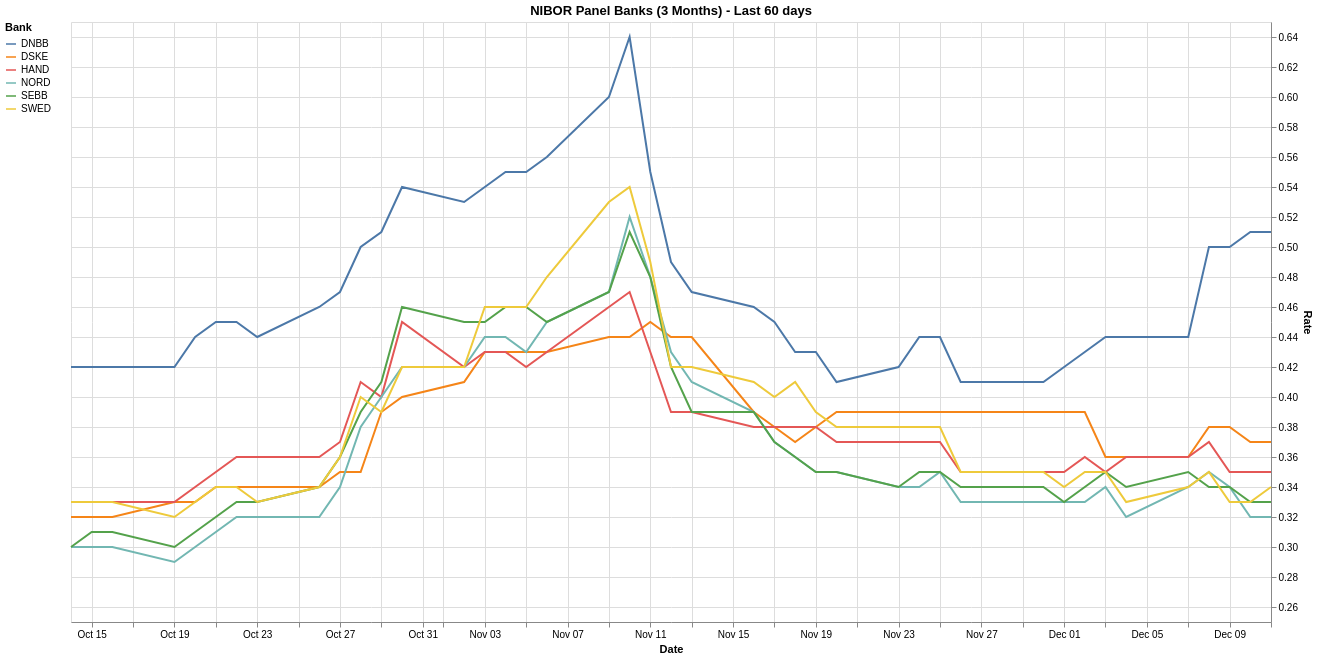 NIBOR Panel Banks (3 Months) - Last 60 days
Bank
DNBB
DSKE
HAND
NORD
SEBB
SWED
0.64
0.62
0.60
0.58
0.56
0.54
0.52
0.50
0.48
0.46
0.44
0.42
0.40
0.38
0.36
0.34
0.32
0.30
0.28
0.26
Rate
Oct 15 Oct 19 Oct 23 Oct 27 Oct 31 Nov 03 Nov 07 Nov 11 Nov 15 Nov 19 Nov 23 Nov 27 Dec 01 Dec 05 Dec 09
Date